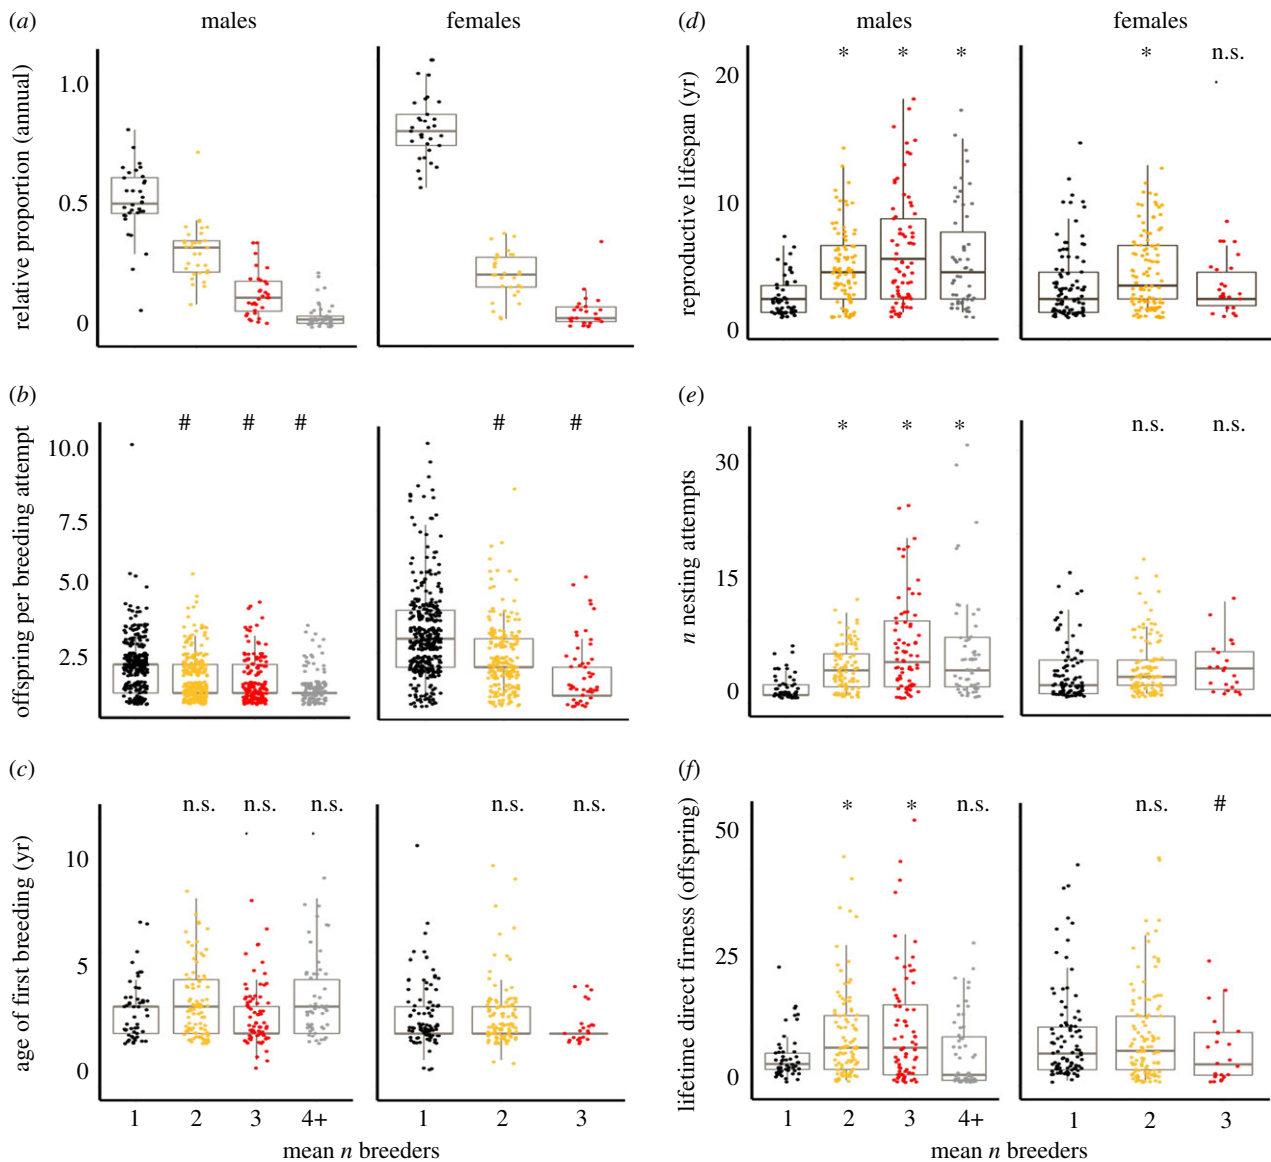 (a) males females
relative proportion (annual)
1.0
0.5
0
(b)
# # # # #
offspring per breeding attempt
10.0
7.5
5.0
2.5
(c)
n.s. n.s. n.s. n.s. n.s.
age of first breeding (yr)
10
5
0
1 2 3 4+ 1 2 3
mean n breeders
(d) males females
* * * * n.s.
reproductive lifespan (yr)
20
10
0
(e)
* * * n.s. n.s.
n nesting attempts
30
15
0
(f)
* * n.s. n.s. #
lifetime direct firness (offspring)
50
25
0
1 2 3 4+ 1 2 3
mean n breeders